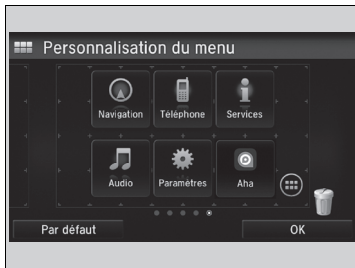 Personnalisation du menu
Navigation Téléphone Services
Audio Paramètres Aha
Par défaut OK